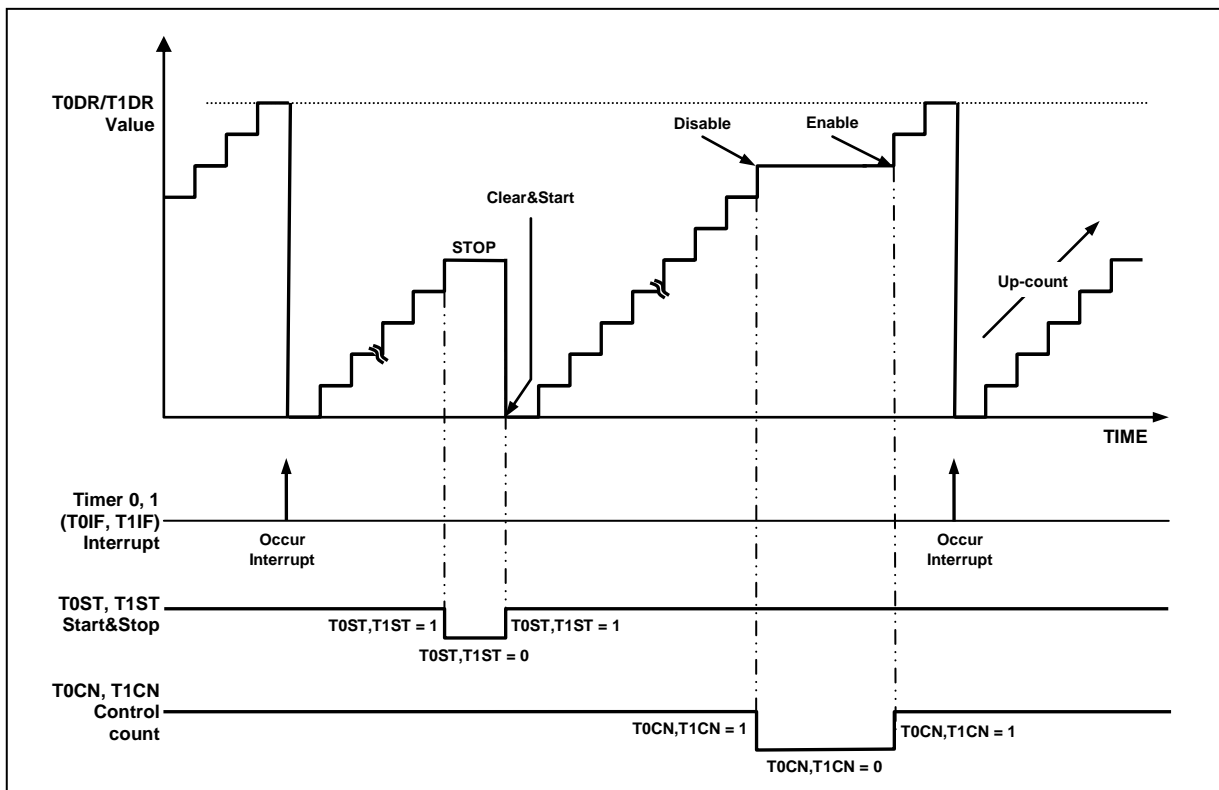 T0DR/T1DR
Value
Disable
Enable
Clear&Start
STOP
Up-count
TIME
Timer 0, 1
(T0IF, T1IF)
Interrupt
Occur
Interrupt
Occur
Interrupt
T0ST, T1ST
Start&Stop
T0ST,T1ST = 1
T0ST,T1ST = 1
T0ST,T1ST = 0
T0CN, T1CN
Control
count
T0CN,T1CN = 1
T0CN,T1CN = 1
T0CN,T1CN = 0